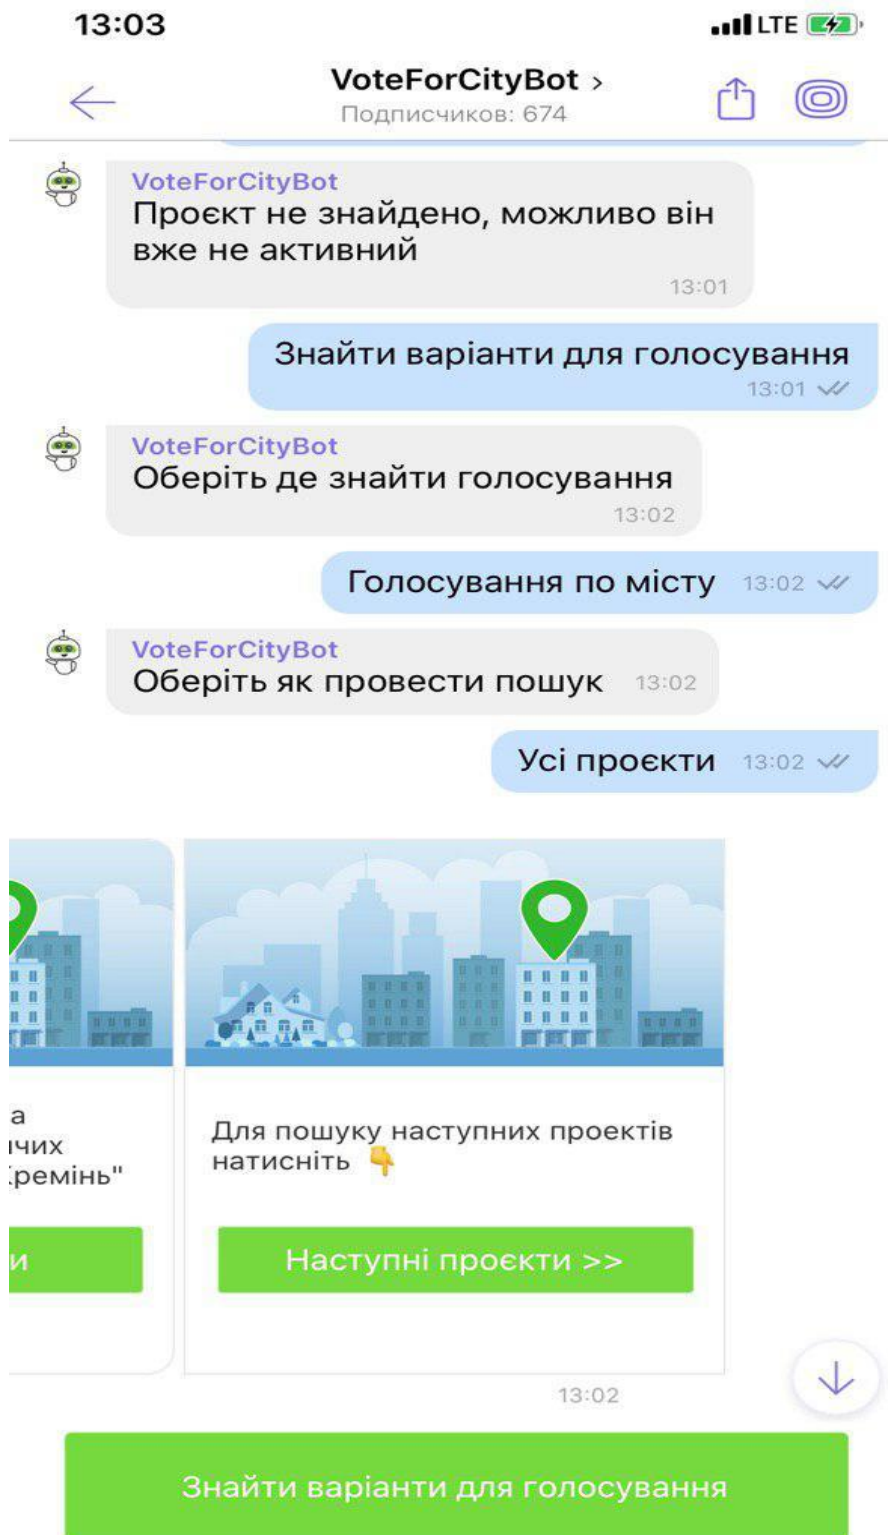 13:03
LTE
VoteForCityBot >
Подписчиков: 674
VoteForCityBot
Проєкт не знайдено, можливо він
вже не активний
13:01
Знайти варіанти для голосування
13:01
VoteForCityBot
Оберіть де знайти голосування
13:02
Голосування по місту 13:02
VoteForCityBot
Оберіть як провести пошук 13:02
Усі проєкти 13:02
а
чих
ремінь"
и
Для пошуку наступних проектів
натисніть 👇
Наступні проєкти >>
13:02
Знайти варіанти для голосування